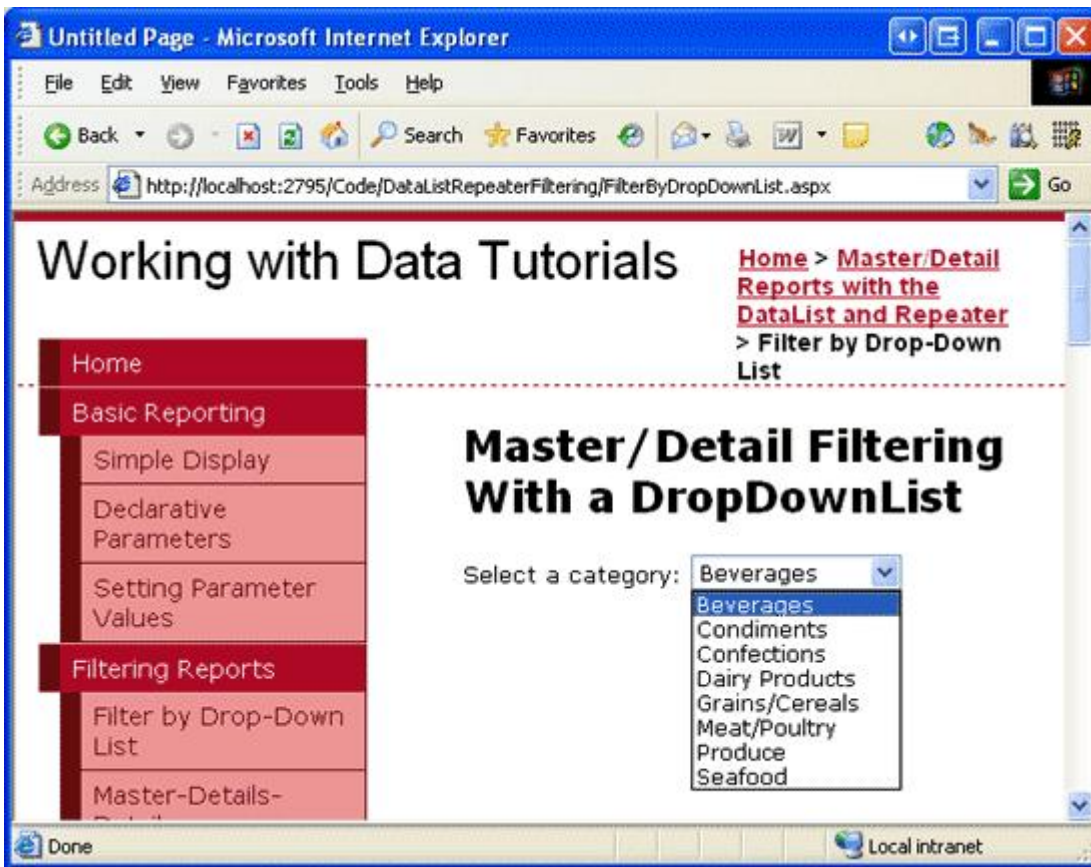 Untitled Page - Microsoft Internet Explorer
File Edit View Favorites Tools Help
Back Search Favorites
Address http://localhost:2795/Code/DataListRepeaterFiltering/FilterByDropDownList.aspx Go
Working with Data Tutorials
Home > Master/Detail
Reports with the
DataList and Repeater
> Filter by Drop-Down
List
Home
Basic Reporting
Simple Display
Declarative
Parameters
Setting Parameter
Values
Filtering Reports
Filter by Drop-Down
List
Master-Details-
Master/Detail Filtering
With a DropDownList
Select a category: Beverages
Beverages
Condiments
Confections
Dairy Products
Grains/Cereals
Meat/Poultry
Produce
Seafood
Done Local intranet